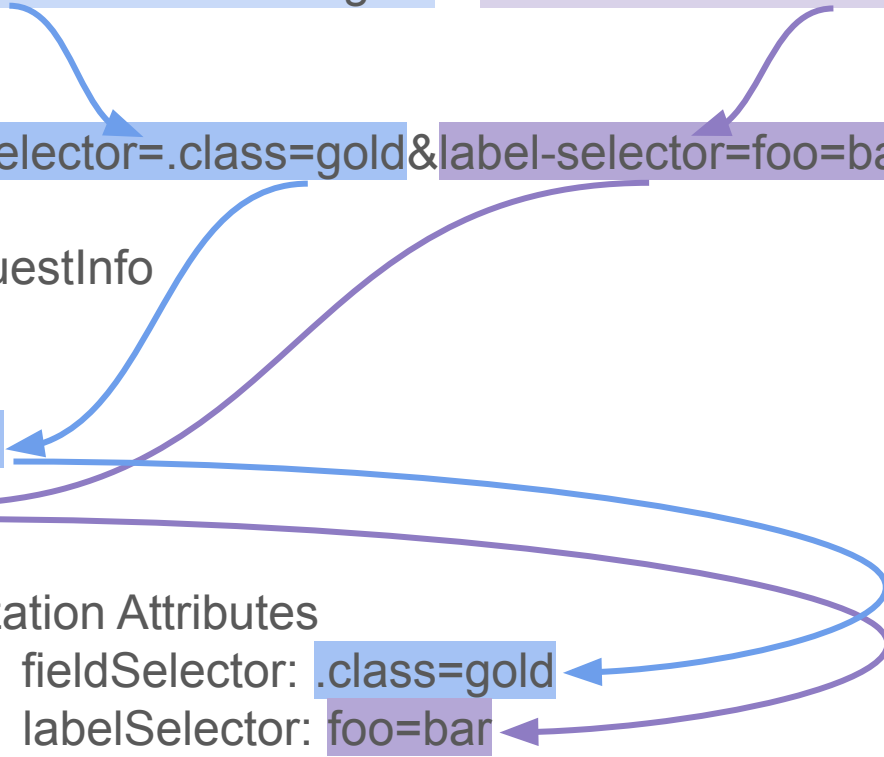 elector=.class=gold&label-selector=foo=ba
uestInfo
ation Attributes
fieldSelector: .class=gold
labelSelector: foo=bar